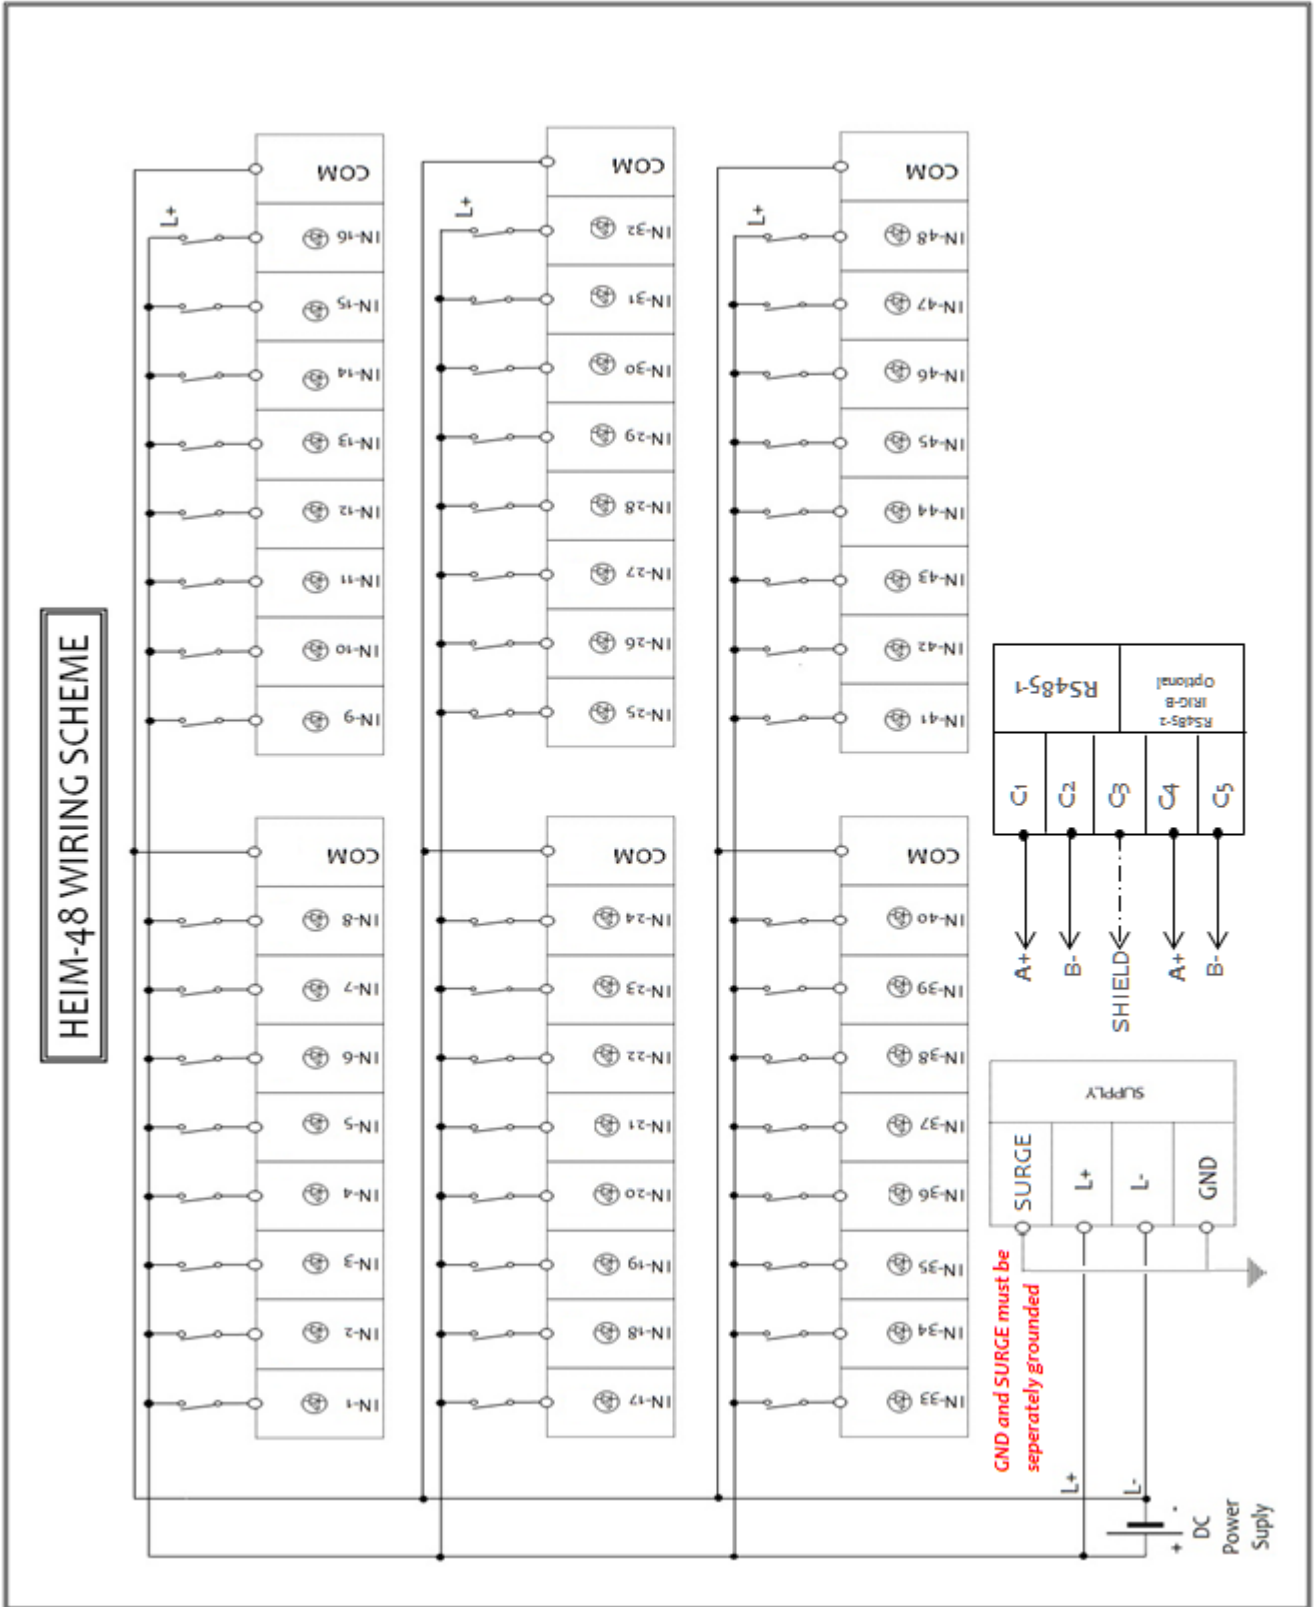 HEIM-48 WIRING SCHEME
L+
COM
IN-16
IN-15
IN-14
IN-13
IN-12
IN-11
IN-10
IN-9
COM
IN-8
IN-7
IN-6
IN-5
IN-4
IN-3
IN-2
IN-1
L+
COM
IN-32
IN-31
IN-30
IN-29
IN-28
IN-27
IN-26
IN-25
COM
IN-24
IN-23
IN-22
IN-21
IN-20
IN-19
IN-18
IN-17
L+
COM
IN-48
IN-47
IN-46
IN-45
IN-44
IN-43
IN-42
IN-41
COM
IN-40
IN-39
IN-38
IN-37
IN-36
IN-35
IN-34
IN-33
RS485-1
RS485-2
IRIG-B
Optional
C1
C2
C3
C4
C5
A+
B-
SHIELD
A+
B-
SUPPLY
SURGE
L+
L-
GND
GND and SURGE must be
seperately grounded
L+
L-
+ -
DC
Power
Suply